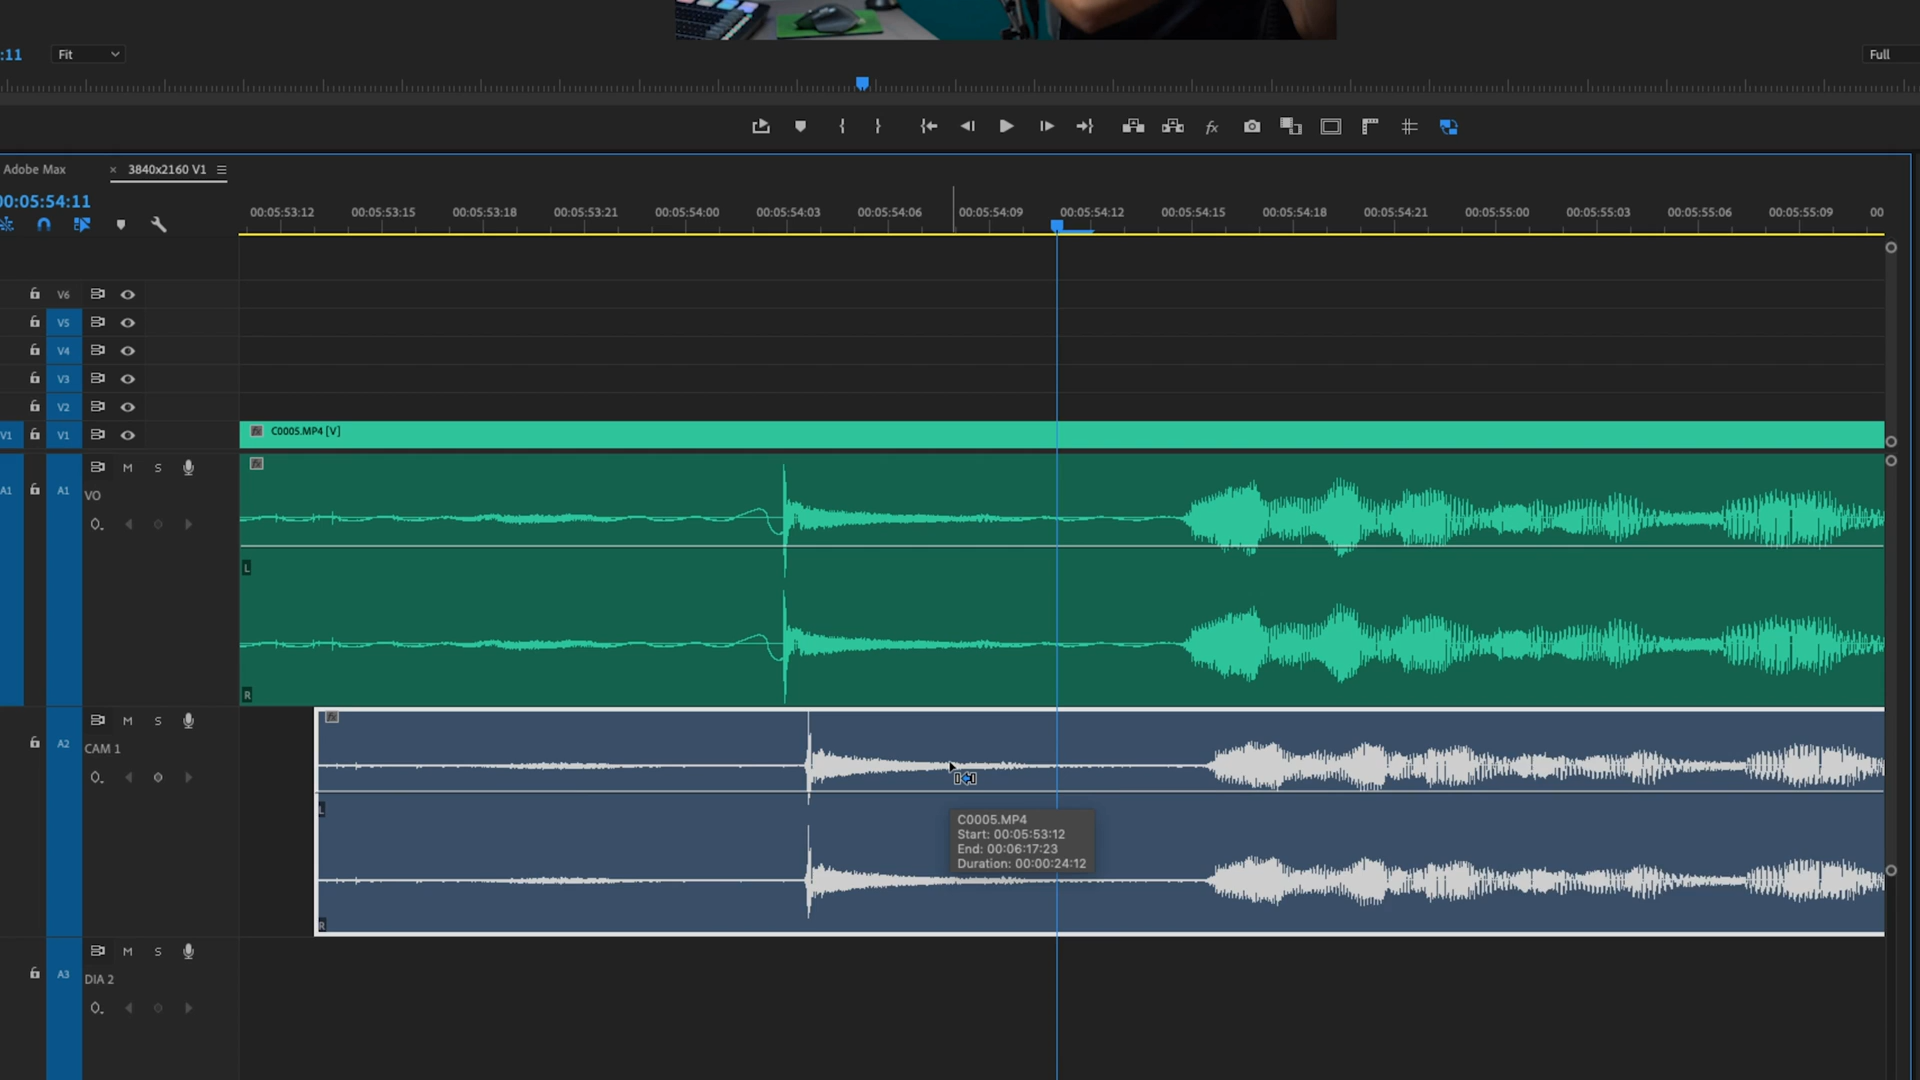 :11
Fit
Full
Adobe Max
× 3840x2160 V1
00:05:54:11
00:05:53:12 00:05:53:15 00:05:53:18 00:05:53:21 00:05:54:00 00:05:54:03 00:05:54:06 00:05:54:09 00:05:54:12 00:05:54:15 00:05:54:18 00:05:54:21 00:05:55:00 00:05:55:03 00:05:55:06 00:05:55:09 00
V6
V5
V4
V3
V2
V1 V1
C0005.MP4 [V]
fx
A1 A1 M S
VO
L
R
A2 M S
CAM 1
L
R
C0005.MP4
Start: 00:05:53:12
End: 00:06:17:23
Duration: 00:00:24:12
A3 M S
DIA 2